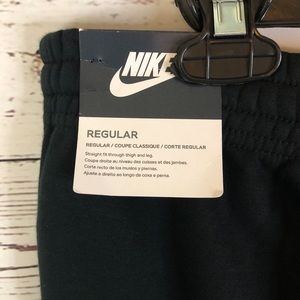 NIKE
REGULAR
REGULAR / COUPE CLASSIQUE / CORTE REGULAR
Straight fit through thigh and leg.
Coupe droite au niveau des cuisses et des jambes.
Corte recto de los muslos y piernas.
Ajuste a direito ao longo da coxa e perna.